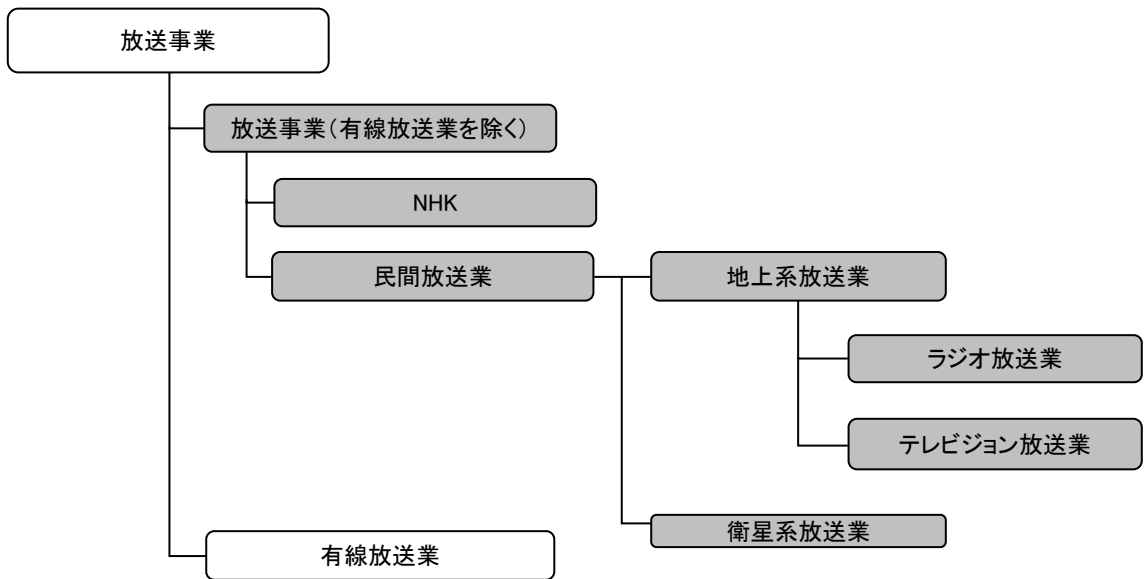 放送事業
放送事業（有線放送業を除く）
NHK
民間放送業
地上系放送業
ラジオ放送業
テレビジョン放送業
衛星系放送業
有線放送業